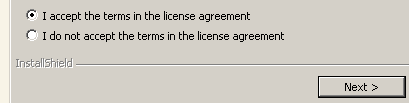 I accept the terms in the license agreement
I do not accept the terms in the license agreement
InstallShield
Next >